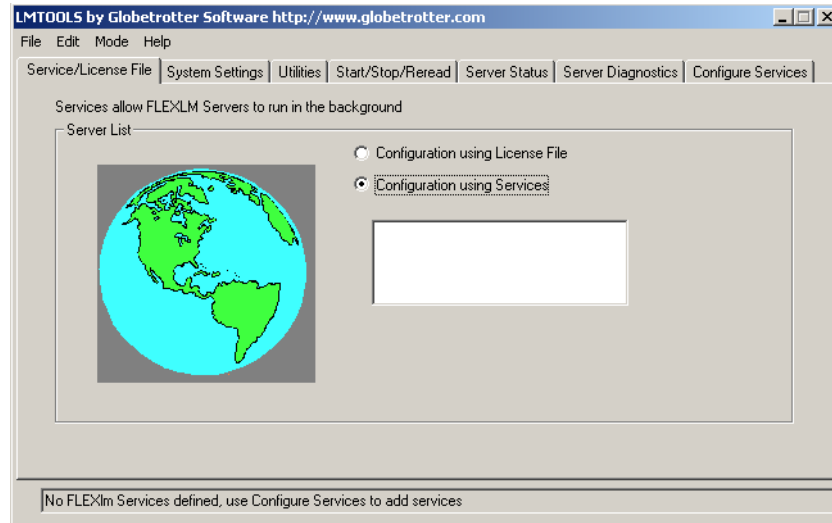 LMTOOLS by Globetrotter Software http://www.globetrotter.com
File Edit Mode Help
Service/License File System Settings Utilities Start/Stop/Reread Server Status Server Diagnostics Configure Services
Services allow FLEXLM Servers to run in the background
Server List
Configuration using License File
Configuration using Services
No FLEXlm Services defined, use Configure Services to add services